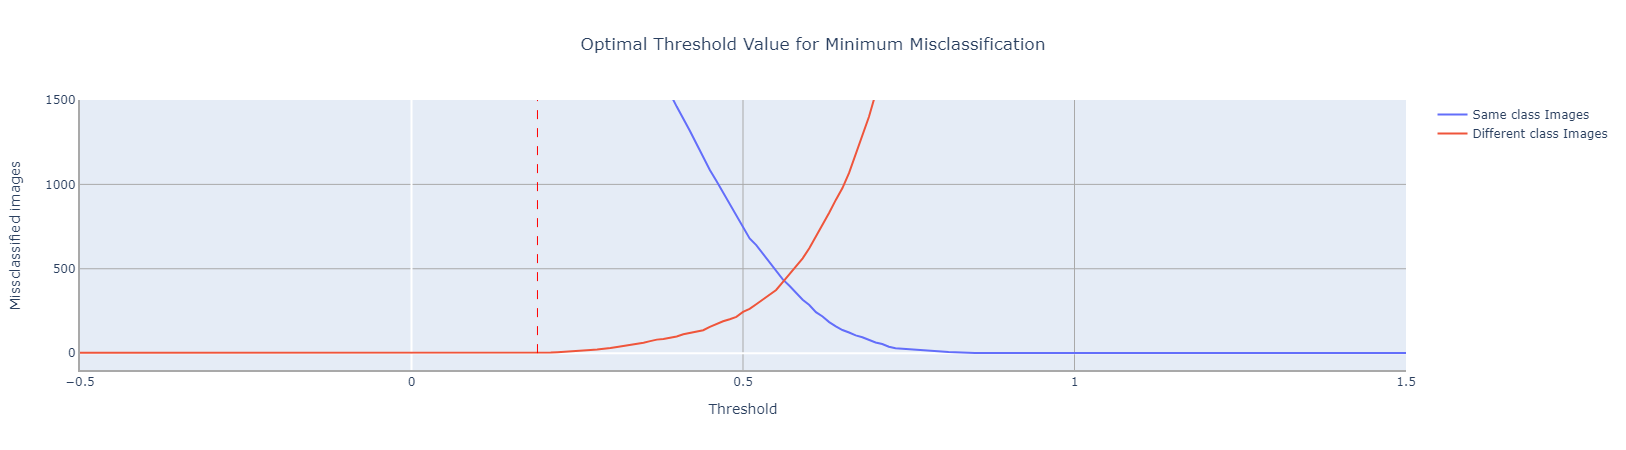 Optimal Threshold Value for Minimum Misclassification
1500
1000
500
0
Missclassified images
−0.5
0
0.5
1
1.5
Threshold
Same class Images
Different class Images